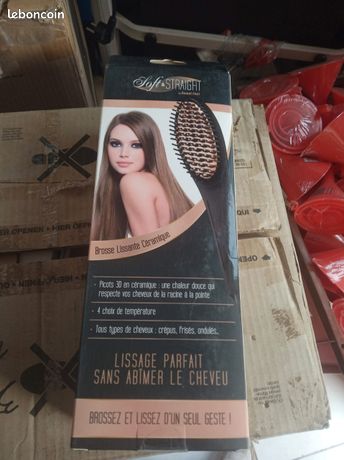 leboncoin
Soft & STRAIGHT
Brosse Lissante Céramique
- Picots 3D en céramique : une chaleur douce qui
respecte vos cheveux de la racine à la pointe
- 4 choix de température
- Tous types de cheveux : crépus, frisés, ondulés..
LISSAGE PARFAIT
SANS ABÎMER LE CHEVEU
BROSSEZ ET LISSEZ D'UN SEUL GESTE !